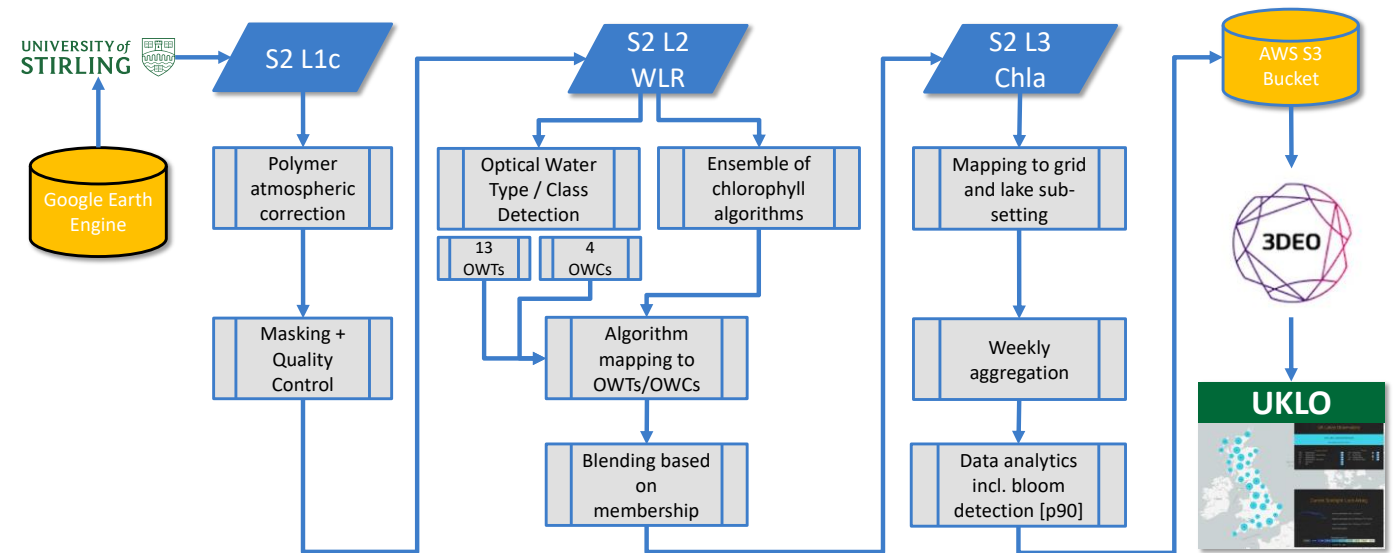 UNIVERSITY of
STIRLING
Google Earth
Engine
S2 L1c
Polymer
atmospheric
correction
Masking +
Quality
Control
S2 L2
WLR
Optical Water
Type / Class
Detection
13
OWTs
4
OWCs
Ensemble of
chlorophyll
algorithms
Algorithm
mapping to
OWTs/OWCs
Blending based
on
membership
S2 L3
Chla
Mapping to grid
and lake sub-
setting
Weekly
aggregation
Data analytics
incl. bloom
detection [p90]
AWS S3
Bucket
3DEO
UKLO